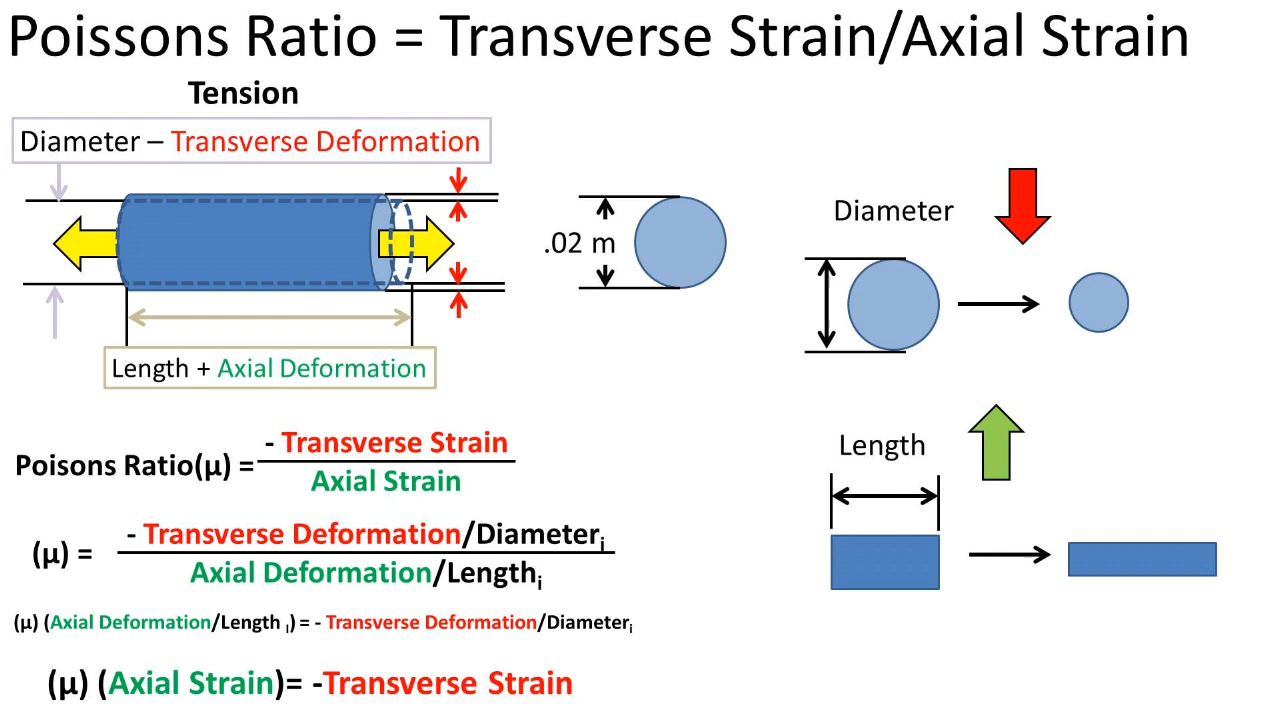 Poissons Ratio = Transverse Strain/Axial Strain
Tension
Diameter – Transverse Deformation
.02 m
Diameter
Length + Axial Deformation
Length
Poisons Ratio(μ) = - Transverse Strain
Axial Strain
(μ) = - Transverse Deformation/Diameterᵢ
Axial Deformation/Lengthᵢ
(μ) (Axial Deformation/Length ᵢ) = - Transverse Deformation/Diameterᵢ
(μ) (Axial Strain)= -Transverse Strain